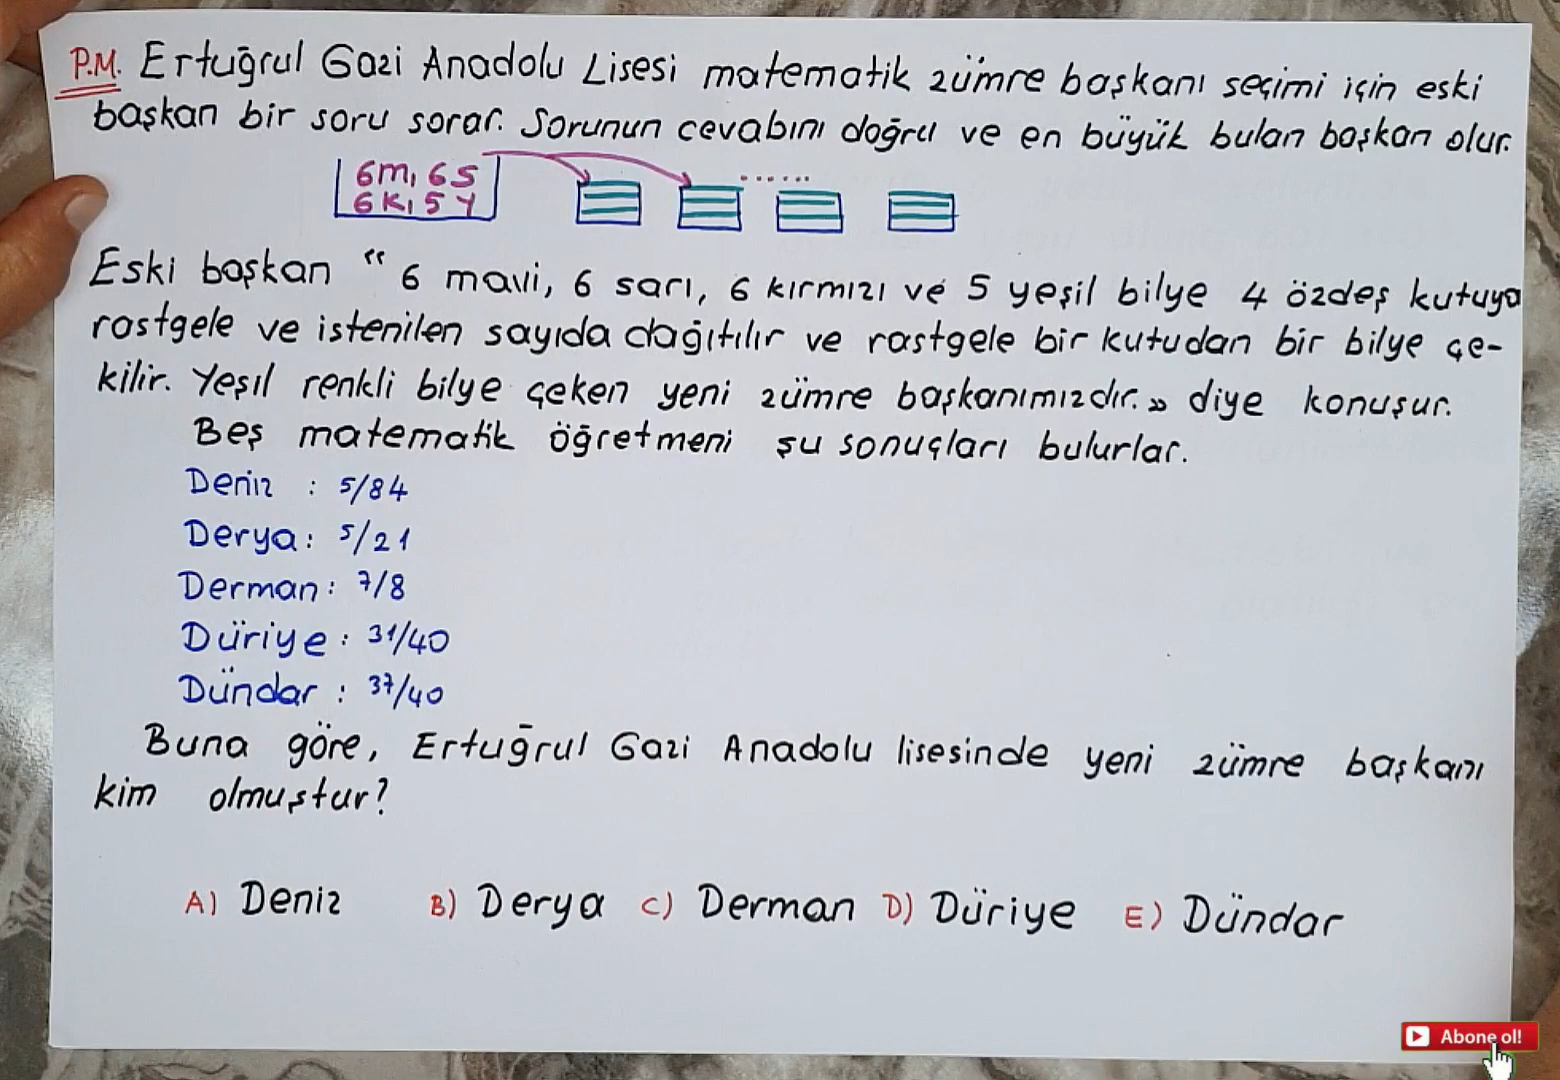 P.M. Ertuğrul Gazi Anadolu Lisesi matematik zümre başkanı seçimi için eski
başkan bir soru sorar. Sorunun cevabını doğru ve en büyük bulan başkan olur.
6M, 6S
6K, 5Y
Eski başkan " 6 mavi, 6 sarı, 6 kırmızı ve 5 yeşil bilye 4 özdeş kutuya
rastgele ve istenilen sayıda dağıtılır ve rastgele bir kutudan bir bilye çe-
kilir. Yeşil renkli bilye çeken yeni zümre başkanımızdır.» diye konuşur.
Beş matematik öğretmeni şu sonuçları bulurlar.
Deniz : 5/84
Derya: 5/21
Derman: 7/8
Düriye: 31/40
Dündar : 37/40
Buna göre, Ertuğrul Gazi Anadolu lisesinde yeni zümre başkanı
kim olmuştur?
A) Deniz B) Derya C) Derman D) Düriye E) Dündar
Abone ol!